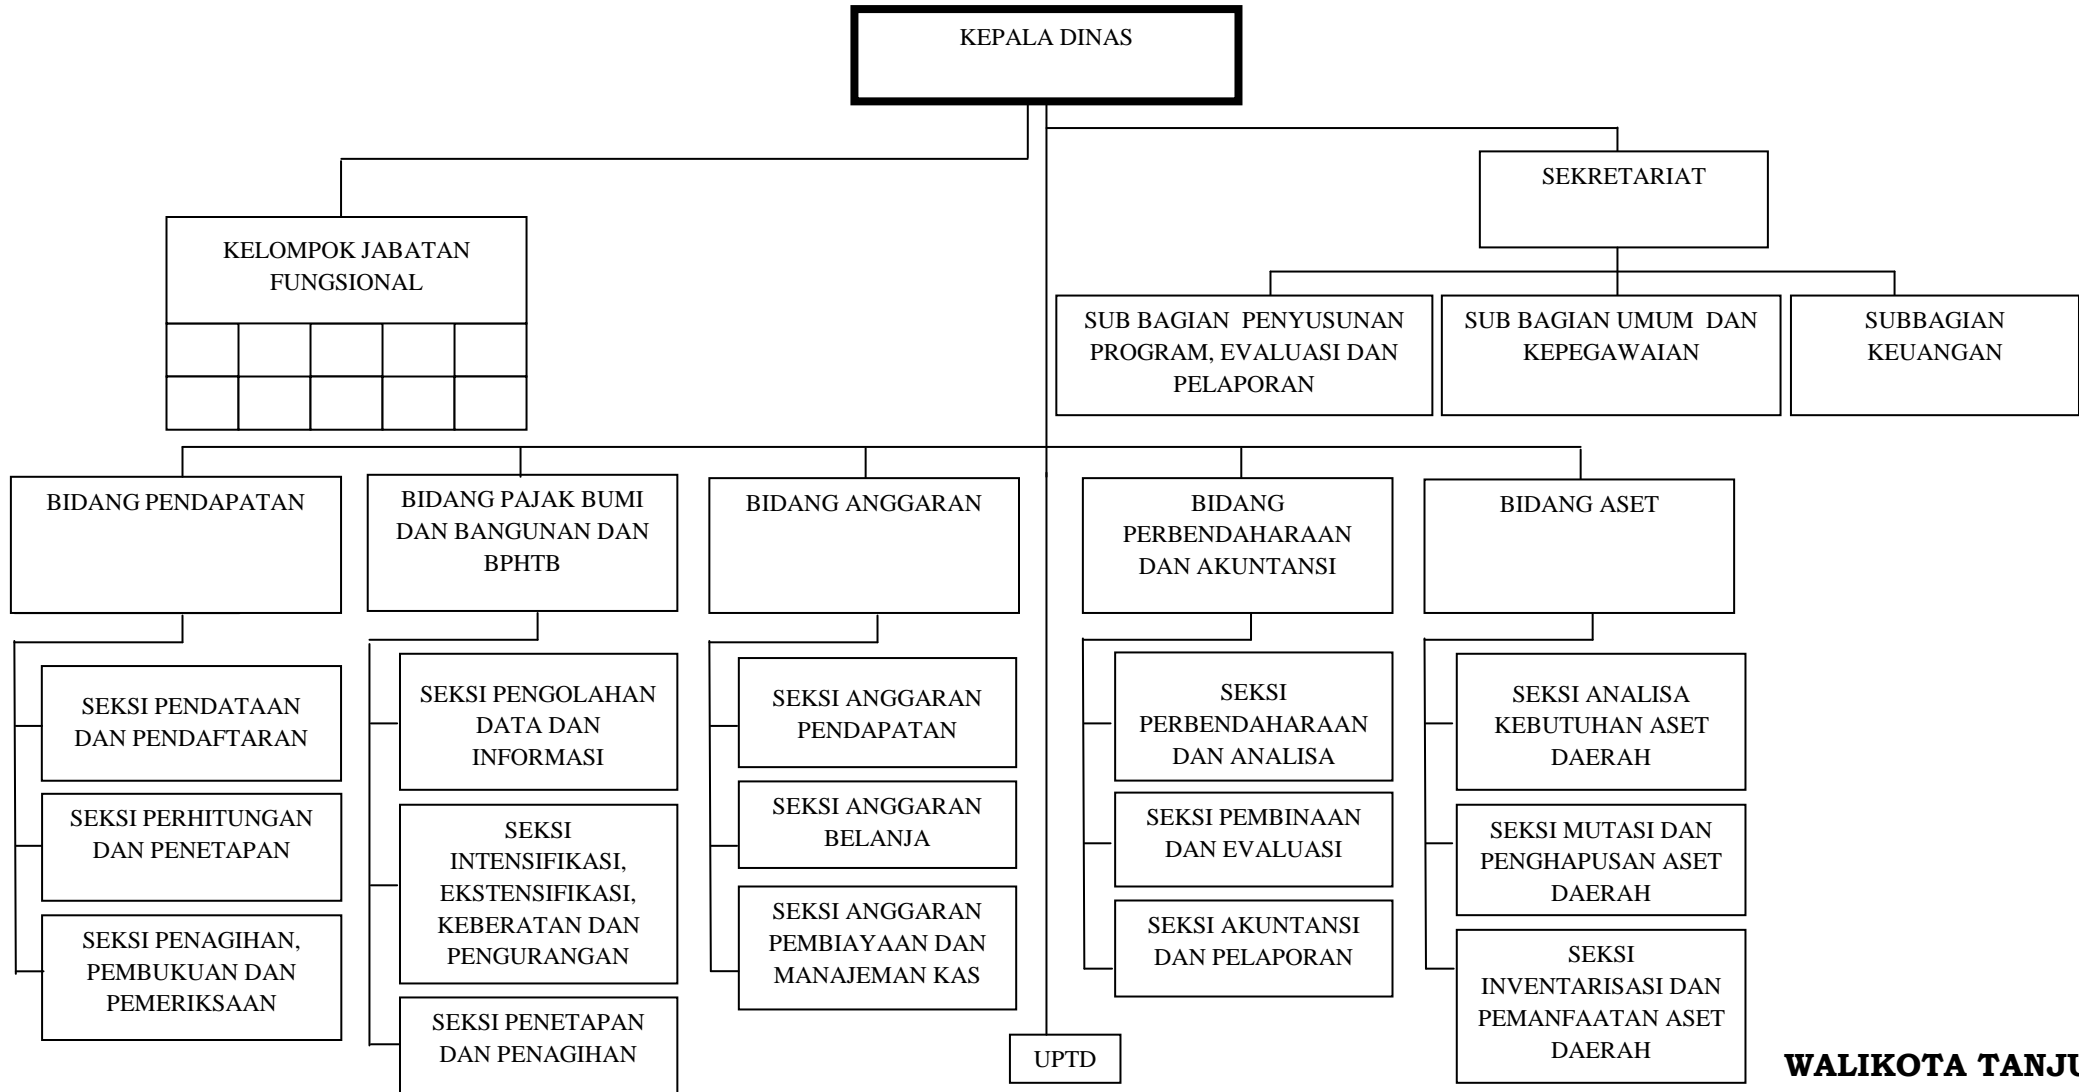 KEPALA DINAS
SEKRETARIAT
KELOMPOK JABATAN
FUNGSIONAL
SUB BAGIAN PENYUSUNAN
PROGRAM, EVALUASI DAN
PELAPORAN
SUB BAGIAN UMUM DAN
KEPEGAWAIAN
SUBBAGIAN
KEUANGAN
BIDANG PENDAPATAN
BIDANG PAJAK BUMI
DAN BANGUNAN DAN
BPHTB
BIDANG ANGGARAN
BIDANG
PERBENDAHARAAN
DAN AKUNTANSI
BIDANG ASET
SEKSI PENDATAAN
DAN PENDAFTARAN
SEKSI PERHITUNGAN
DAN PENETAPAN
SEKSI PENAGIHAN,
PEMBUKUAN DAN
PEMERIKSAAN
SEKSI PENGOLAHAN
DATA DAN
INFORMASI
SEKSI
INTENSIFIKASI,
EKSTENSIFIKASI,
KEBERATAN DAN
PENGURANGAN
SEKSI PENETAPAN
DAN PENAGIHAN
SEKSI ANGGARAN
PENDAPATAN
SEKSI ANGGARAN
BELANJA
SEKSI ANGGARAN
PEMBIAYAAN DAN
MANAJEMAN KAS
SEKSI
PERBENDAHARAAN
DAN ANALISA
SEKSI PEMBINAAN
DAN EVALUASI
SEKSI AKUNTANSI
DAN PELAPORAN
SEKSI ANALISA
KEBUTUHAN ASET
DAERAH
SEKSI MUTASI DAN
PENGHAPUSAN ASET
DAERAH
SEKSI
INVENTARISASI DAN
PEMANFAATAN ASET
DAERAH
UPTD
WALIKOTA TANJU